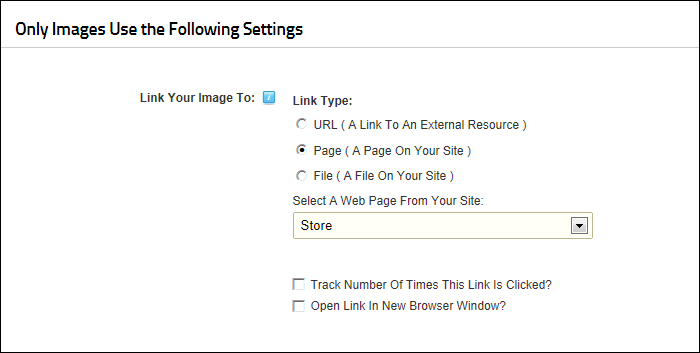 Only Images Use the Following Settings
Link Your Image To:
Link Type:
URL ( A Link To An External Resource )
Page ( A Page On Your Site )
File ( A File On Your Site )
Select A Web Page From Your Site:
Store
Track Number Of Times This Link Is Clicked?
Open Link In New Browser Window?